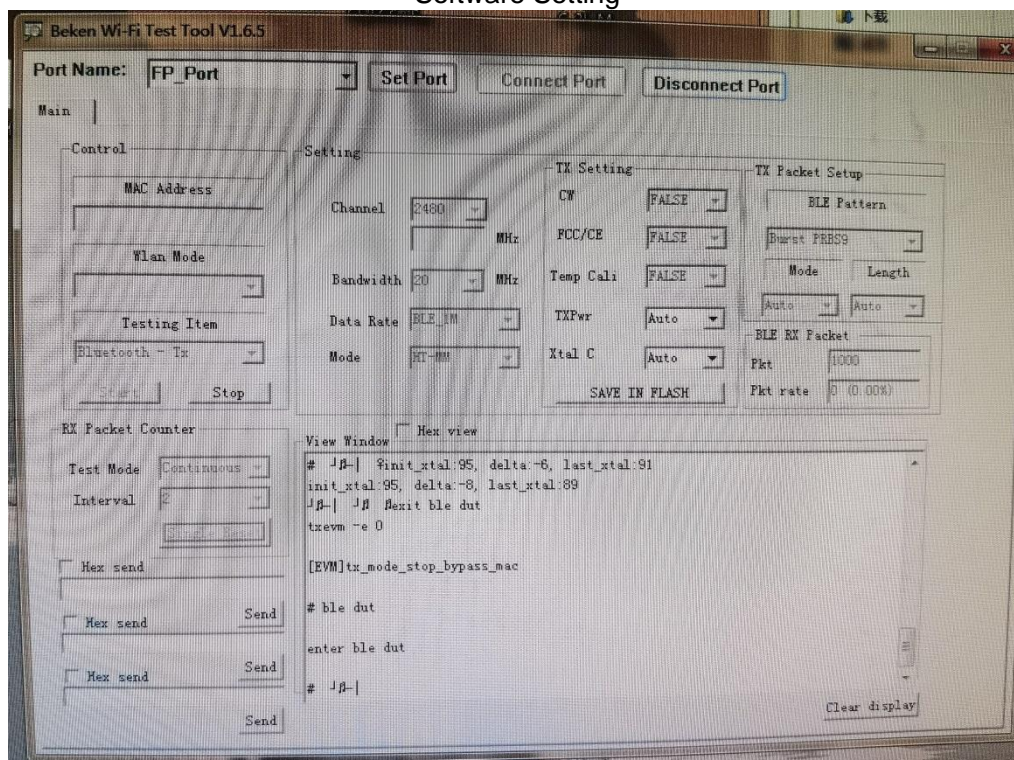 Software Setting
下载
Beken Wi-Fi Test Tool V1.6.5
Port Name: FP_Port Set Port Connect Port Disconnect Port
Main
Control
MAC Address
Wlan Mode
Testing Item
Bluetooth - Tx
Start Stop
Setting
Channel 2480
MHz
Bandwidth 20 MHz
Data Rate BLE_1M
Mode HT-MM
TX Setting
CW FALSE
FCC/CE FALSE
Temp Cali FALSE
TXPwr Auto
Xtal C Auto
SAVE IN FLASH
TX Packet Setup
BLE Pattern
Burst PRBS9
Mode Length
Auto Auto
BLE RX Packet
Pkt 1000
Pkt rate 0 (0.00%)
RX Packet Counter
Test Mode Continuous
Interval 2
Hex send
Send
Hex send
Send
Hex send
Send
View Window Hex view
# ┘♫─| ♀init_xtal:95, delta:-6, last_xtal:91
init_xtal:95, delta:-8, last_xtal:89
┘♫─| ┘♫ ♫exit ble dut
txevm -e 0
[EVM]tx_mode_stop_bypass_mac
# ble dut
enter ble dut
# ┘♫─|
Clear display